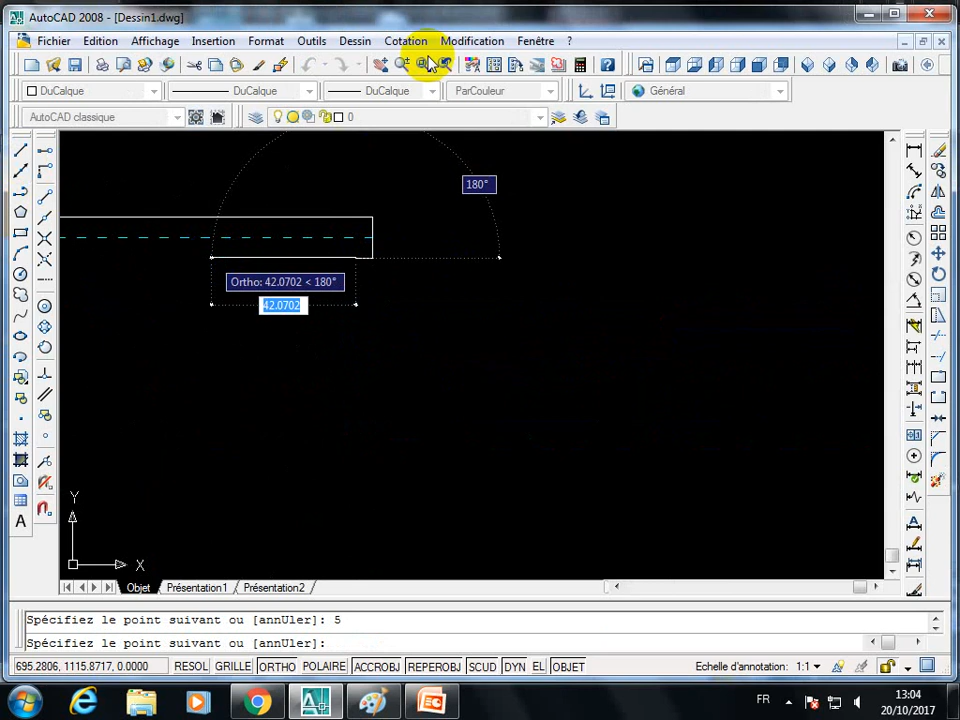 AutoCAD 2008 - [Dessin1.dwg]
Fichier Edition Affichage Insertion Format Outils Dessin Cotation Modification Fenêtre ?
DuCalque DuCalque DuCalque ParCouleur Général
AutoCAD classique 0
180°
Ortho: 42.0702 < 180°
42.0702
Y
X
A
Objet Présentation1 Présentation2
Spécifiez le point suivant ou [annUler]: 5
Spécifiez le point suivant ou [annUler]:
695.2806, 1115.8717, 0.0000 RESOL GRILLE ORTHO POLAIRE ACCROBJ REPEROBJ SCUD DYN EL OBJET Echelle d'annotation: 1:1
FR 13:04
20/10/2017